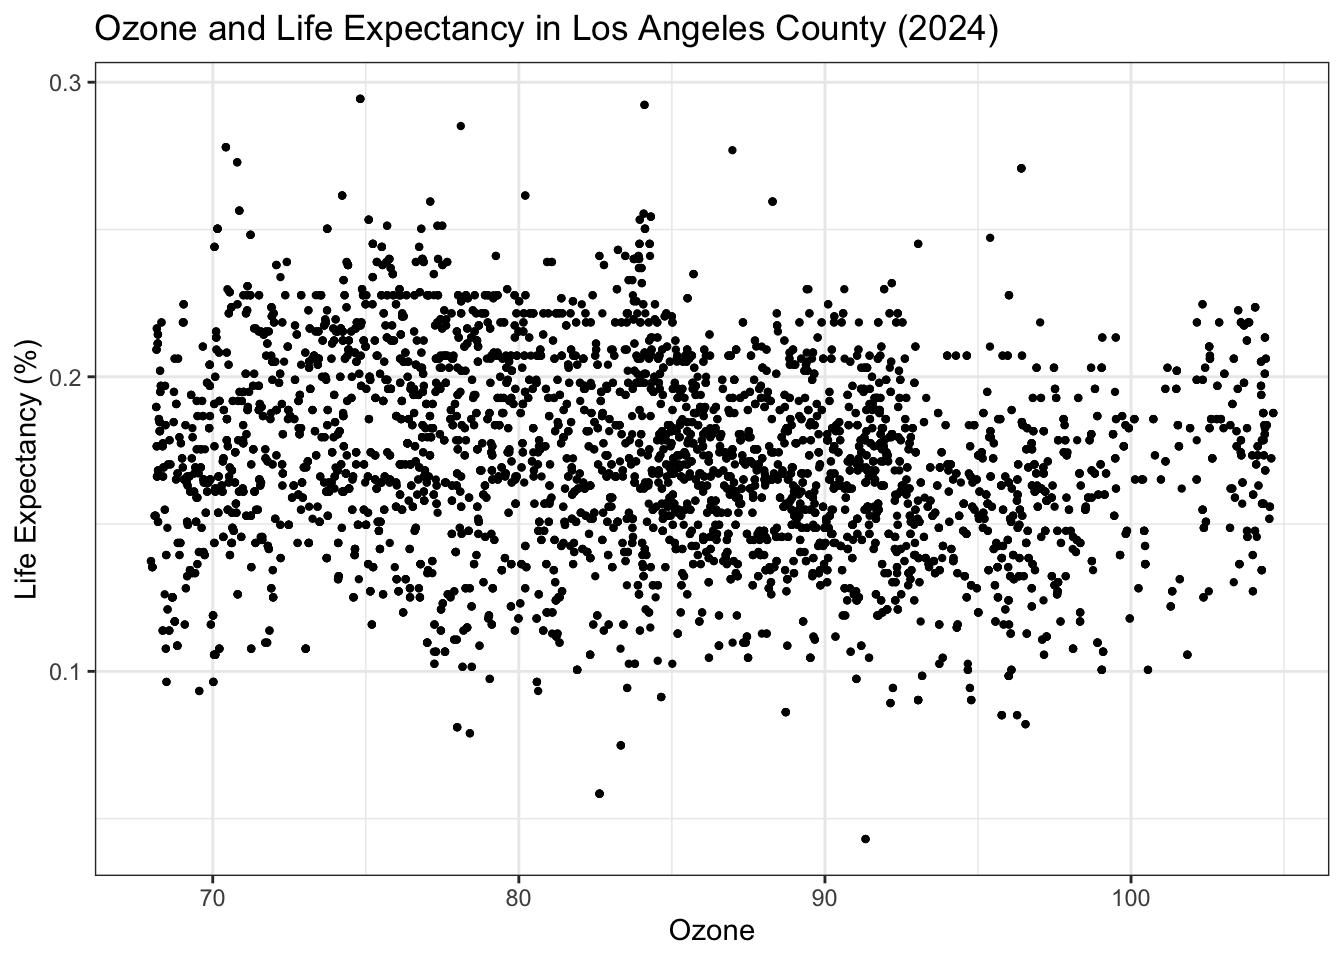 Ozone and Life Expectancy in Los Angeles County (2024)
Life Expectancy (%)
0.3
0.2
0.1
70 80 90 100
Ozone